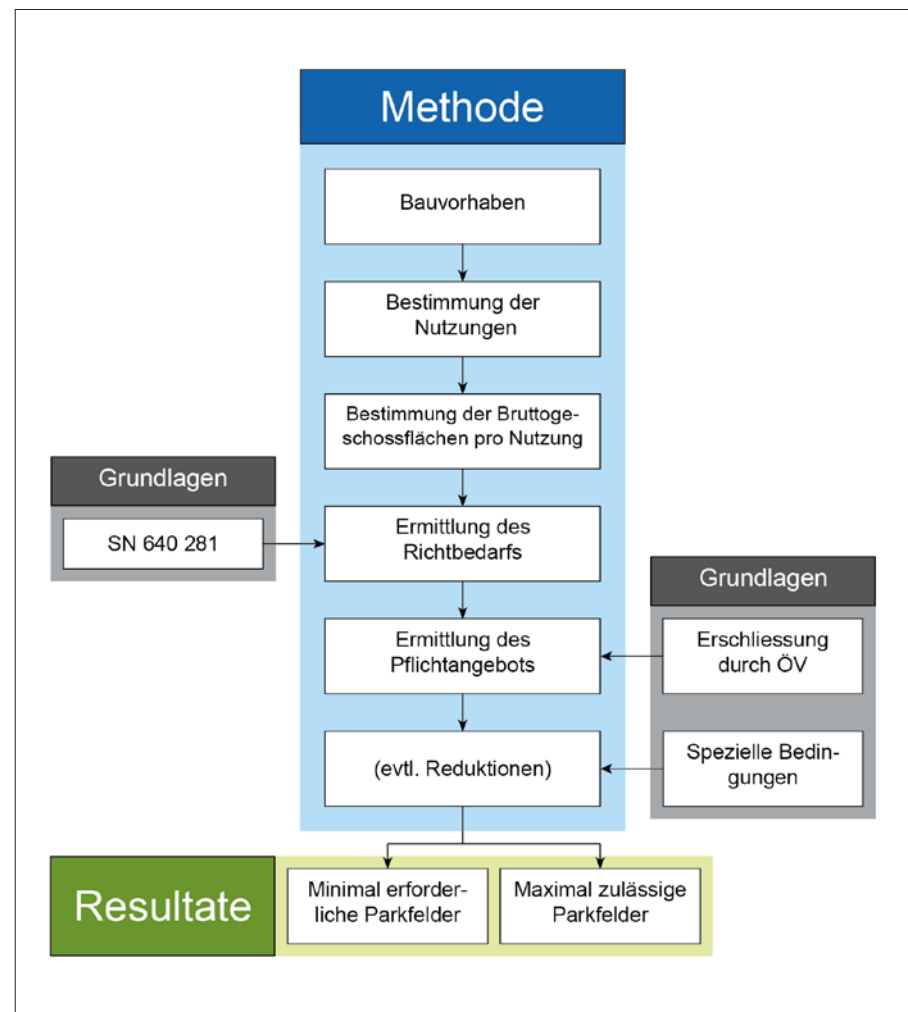 Methode
Bauvorhaben
Bestimmung der
Nutzungen
Bestimmung der Bruttoge-
schossflächen pro Nutzung
Grundlagen
SN 640 281
Ermittlung des
Richtbedarfs
Grundlagen
Ermittlung des
Pflichtangebots
Erschliessung
durch ÖV
(evtl. Reduktionen)
Spezielle Bedin-
gungen
Resultate
Minimal erforder-
liche Parkfelder
Maximal zulässige
Parkfelder